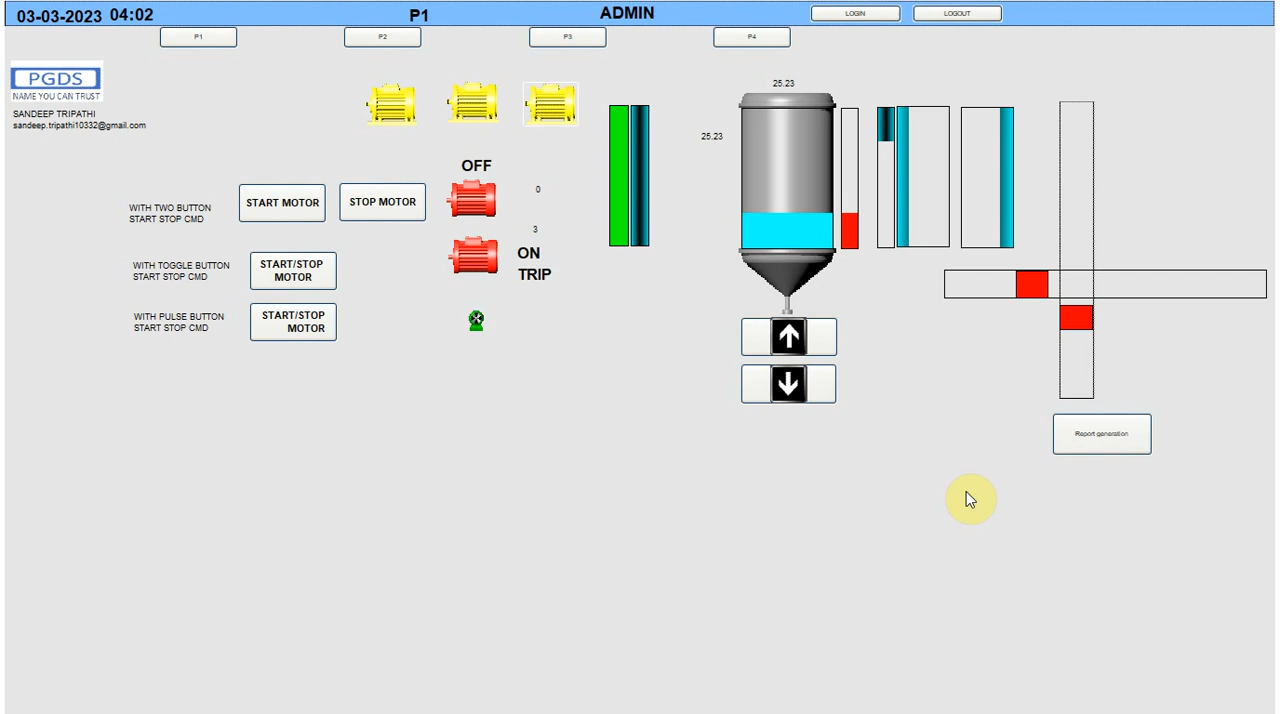 03-03-2023 04:02
P1
ADMIN
LOGIN
LOGOUT
P1
P2
P3
P4
PGDS
NAME YOU CAN TRUST
SANDEEP TRIPATHI
sandeep.tripathi10332@gmail.com
25.23
25.23
OFF
WITH TWO BUTTON
START STOP CMD
START MOTOR
STOP MOTOR
0
3
WITH TOGGLE BUTTON
START STOP CMD
START/STOP
MOTOR
ON
TRIP
WITH PULSE BUTTON
START STOP CMD
START/STOP
MOTOR
Report generation